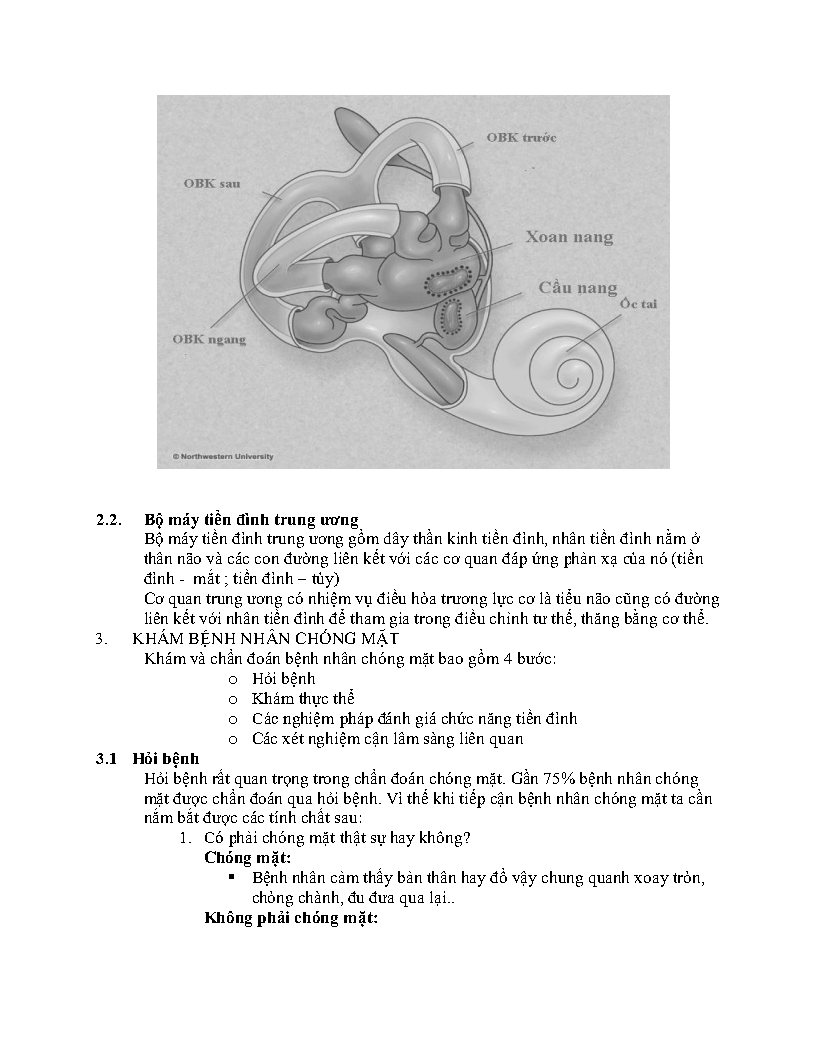 OBK trước
OBK sau
Xoan nang
Cầu nang
Ốc tai
OBK ngang
© Northwestern University
2.2. Bộ máy tiền đình trung ương
Bộ máy tiền đình trung ương gồm dây thần kinh tiền đình, nhân tiền đình nằm ở
thân não và các con đường liên kết với các cơ quan đáp ứng phản xạ của nó (tiền
đình - mắt ; tiền đình – tủy)
Cơ quan trung ương có nhiệm vụ điều hòa trương lực cơ là tiểu não cũng có đường
liên kết với nhân tiền đình để tham gia trong điều chỉnh tư thế, thăng bằng cơ thể.
3. KHÁM BỆNH NHÂN CHÓNG MẶT
Khám và chẩn đoán bệnh nhân chóng mặt bao gồm 4 bước:
o Hỏi bệnh
o Khám thực thể
o Các nghiệm pháp đánh giá chức năng tiền đình
o Các xét nghiệm cận lâm sàng liên quan
3.1 Hỏi bệnh
Hỏi bệnh rất quan trọng trong chẩn đoán chóng mặt. Gần 75% bệnh nhân chóng
mặt được chẩn đoán qua hỏi bệnh. Vì thế khi tiếp cận bệnh nhân chóng mặt ta cần
nắm bắt được các tính chất sau:
1. Có phải chóng mặt thật sự hay không?
Chóng mặt:
▪ Bệnh nhân cảm thấy bản thân hay đồ vậy chung quanh xoay tròn,
chòng chành, đu đưa qua lại..
Không phải chóng mặt: